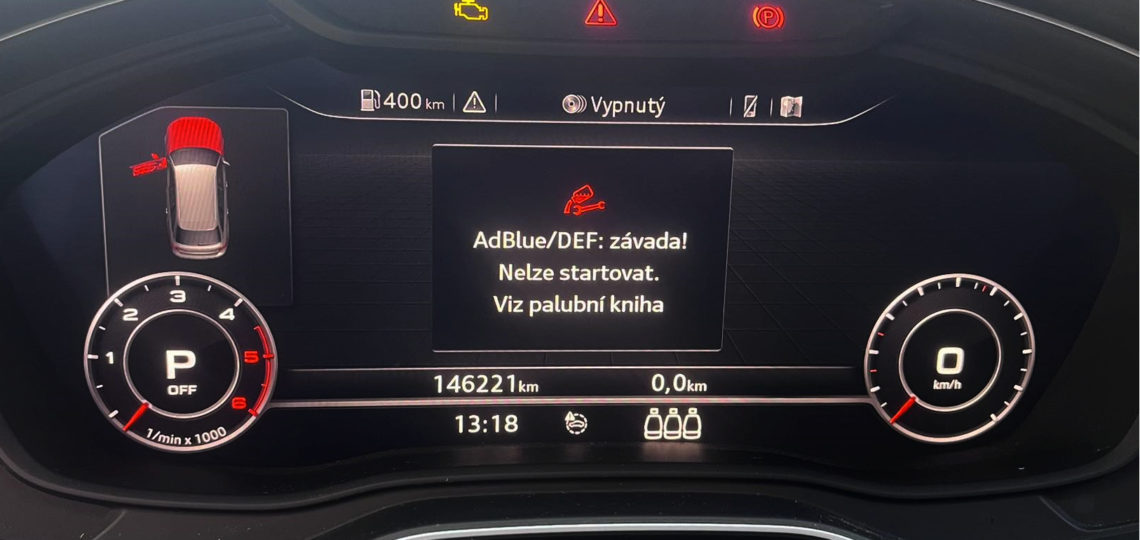 400 km
Vypnutý
AdBlue/DEF: závada!
Nelze startovat.
Viz palubní kniha
1 2 3 4 5 6
P
OFF
1/min x 1000
0
km/h
146221km
0,0km
13:18